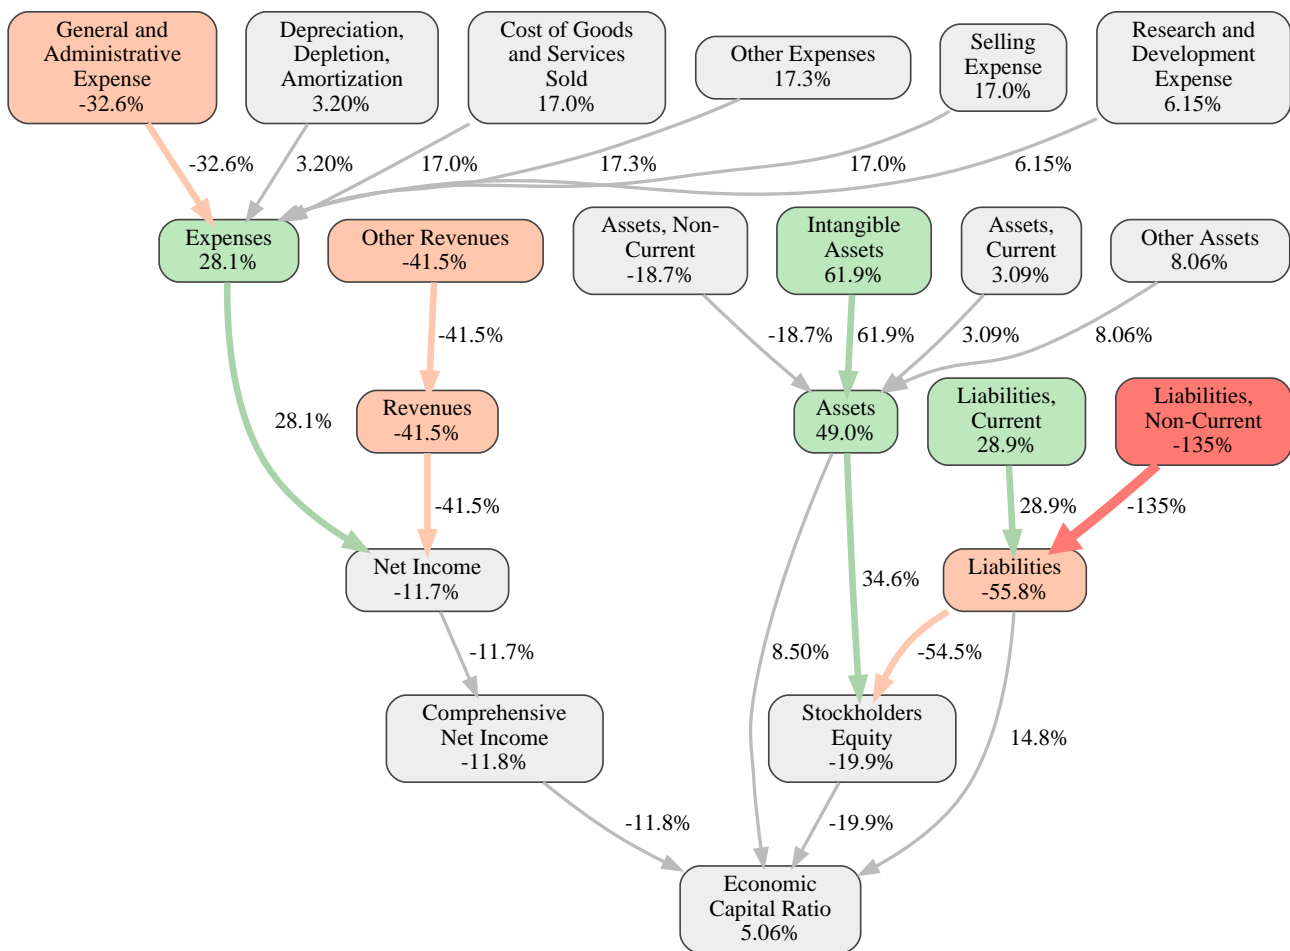 General and
Administrative
Expense
-32.6%
Depreciation,
Depletion,
Amortization
3.20%
Cost of Goods
and Services
Sold
17.0%
Other Expenses
17.3%
Selling
Expense
17.0%
Research and
Development
Expense
6.15%
-32.6%
3.20%
17.0%
17.3%
17.0%
6.15%
Expenses
28.1%
Other Revenues
-41.5%
Assets, Non-
Current
-18.7%
Intangible
Assets
61.9%
Assets,
Current
3.09%
Other Assets
8.06%
-41.5%
-18.7%
61.9%
3.09%
8.06%
28.1%
Revenues
-41.5%
Assets
49.0%
Liabilities,
Current
28.9%
Liabilities,
Non-Current
-135%
-41.5%
28.9%
-135%
Net Income
-11.7%
34.6%
Liabilities
-55.8%
-11.7%
8.50%
-54.5%
Comprehensive
Net Income
-11.8%
Stockholders
Equity
-19.9%
14.8%
-11.8%
-19.9%
Economic
Capital Ratio
5.06%